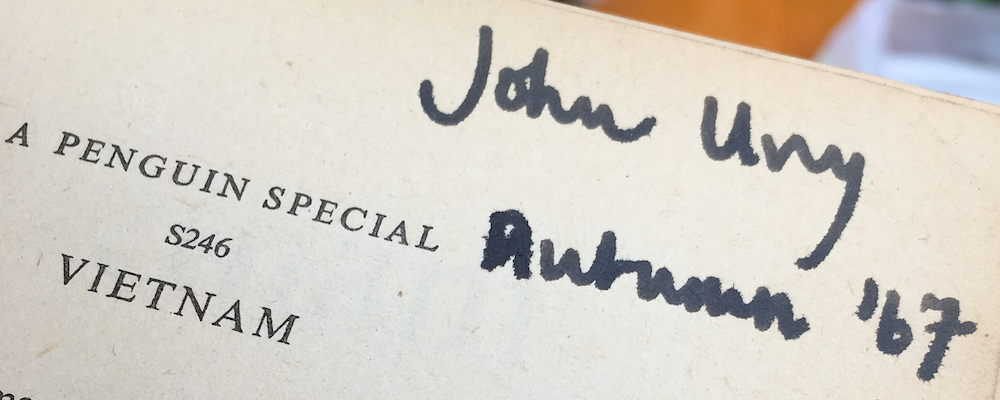 John Urry
Autumn '67
A PENGUIN SPECIAL
S246
VIETNAM